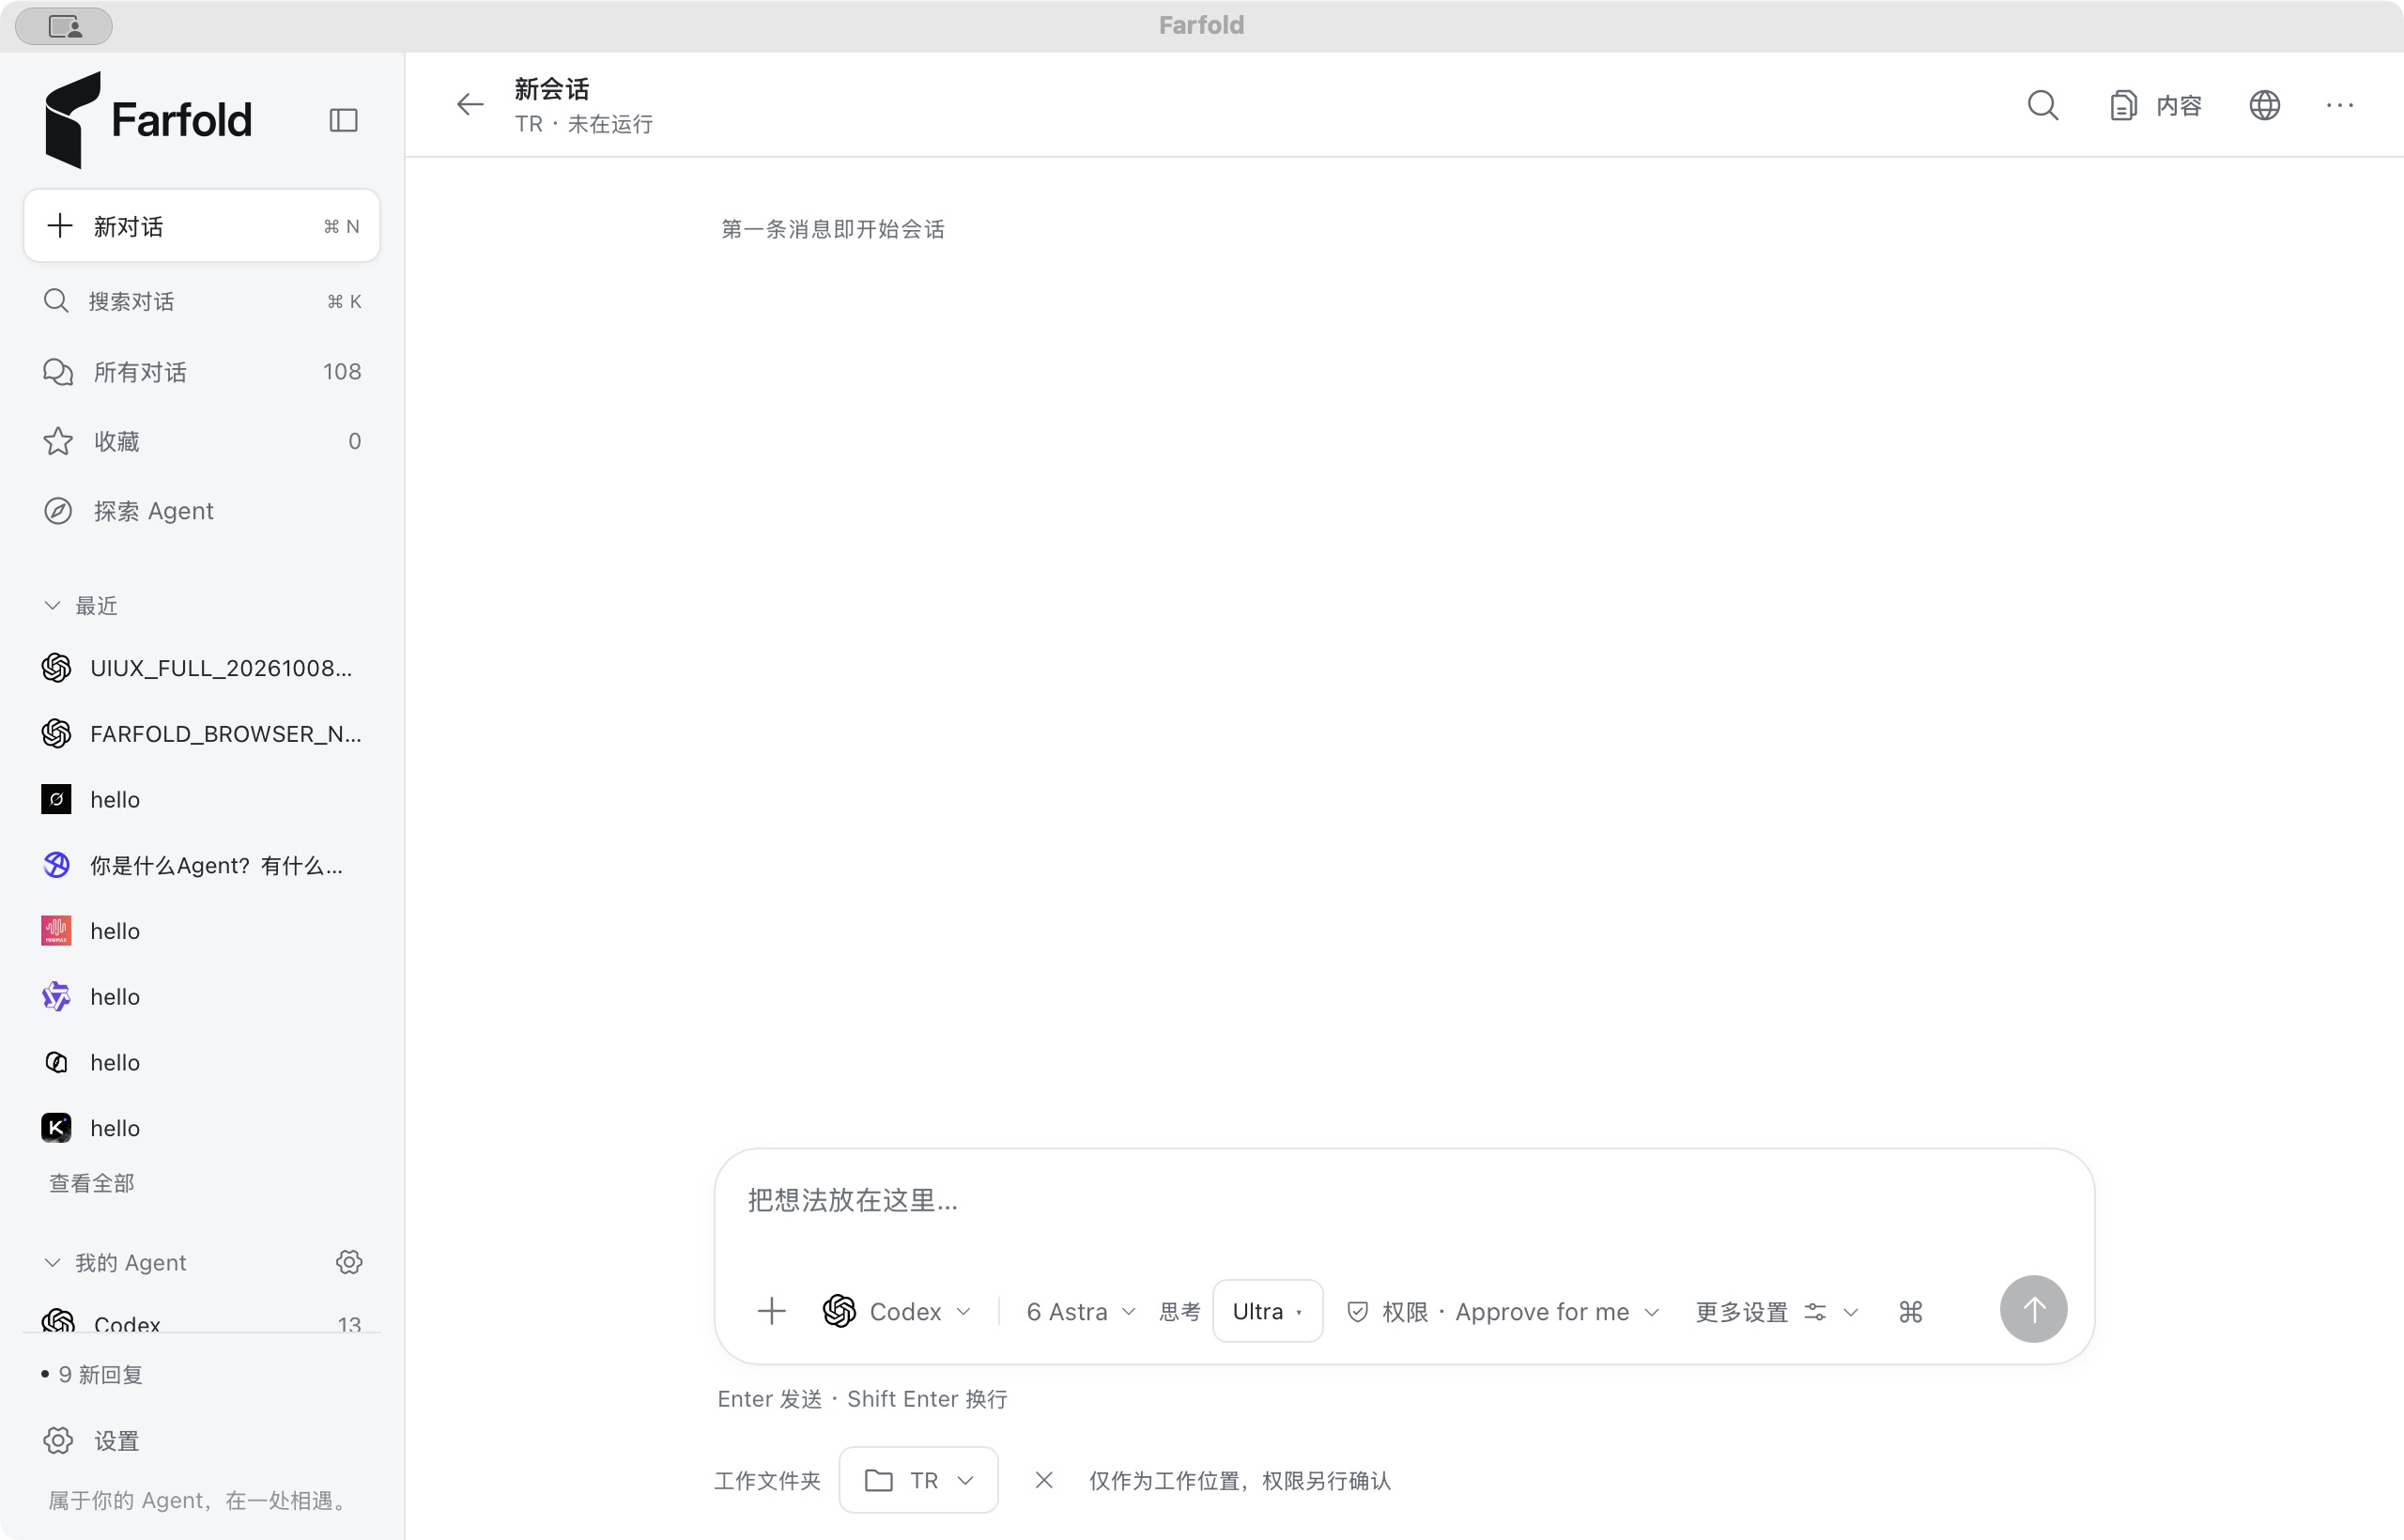 Farfold
Farfold
新对话 ⌘ N
搜索对话 ⌘ K
所有对话 108
收藏 0
探索 Agent
最近
UIUX_FULL_20261008...
FARFOLD_BROWSER_N...
hello
你是什么Agent？有什么...
MINIMAX
hello
hello
hello
K hello
查看全部
我的 Agent
Codex 13
• 9 新回复
设置
属于你的 Agent，在一处相遇。
新会话
TR · 未在运行
内容
第一条消息即开始会话
把想法放在这里...
Codex 6 Astra 思考 Ultra 权限 · Approve for me 更多设置 ⌘
Enter 发送 · Shift Enter 换行
工作文件夹 TR 仅作为工作位置，权限另行确认